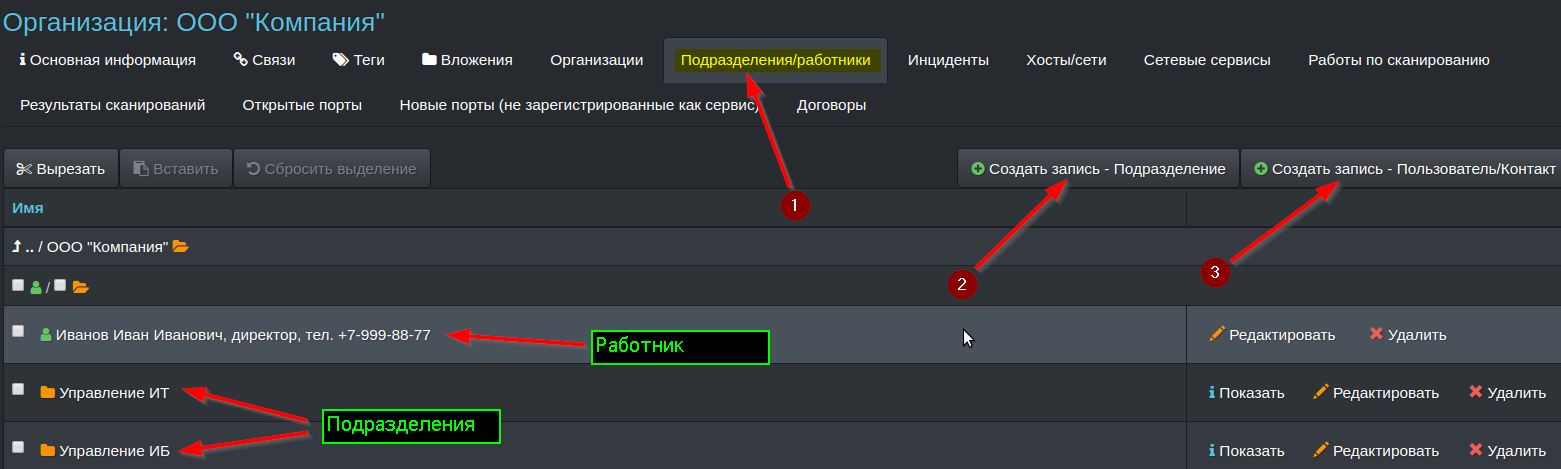 Организация: ООО "Компания"
Основная информация Связи Теги Вложения Организации Подразделения/работники Инциденты Хосты/сети Сетевые сервисы Работы по сканированию
Результаты сканирований Открытые порты Новые порты (не зарегистрированные как сервис) Договоры
Вырезать Вставить Сбросить выделение Создать запись - Подразделение Создать запись - Пользователь/Контакт
1
Имя
.. / ООО "Компания"
3
2
/
Иванов Иван Иванович, директор, тел. +7-999-88-77 Редактировать Удалить
Работник
Управление ИТ Показать Редактировать Удалить
Подразделения
Управление ИБ Показать Редактировать Удалить